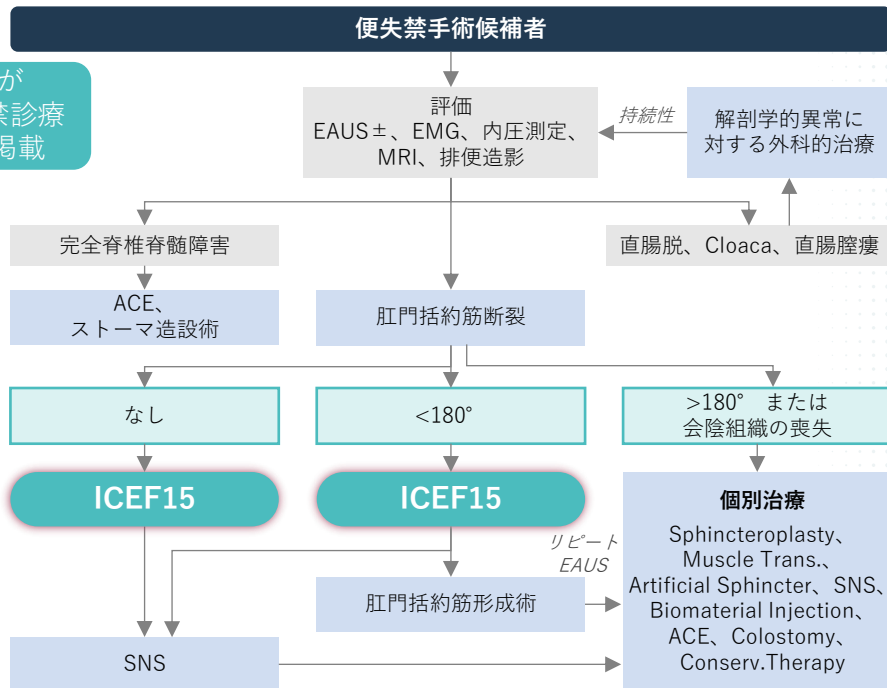 便失禁手術候補者
が
禁診療
掲載
評価
EAUS±、EMG、内圧測定、
MRI、排便造影
持続性
解剖学的異常に
対する外科的治療
完全脊椎脊髄障害
直腸脱、Cloaca、直腸膣瘻
ACE、
ストーマ造設術
肛門括約筋断裂
なし
<180°
>180° または
会陰組織の喪失
ICEF15
ICEF15
リピート
EAUS
肛門括約筋形成術
SNS
個別治療
Sphincteroplasty、
Muscle Trans.、
Artificial Sphincter、SNS、
Biomaterial Injection、
ACE、Colostomy、
Conserv.Therapy